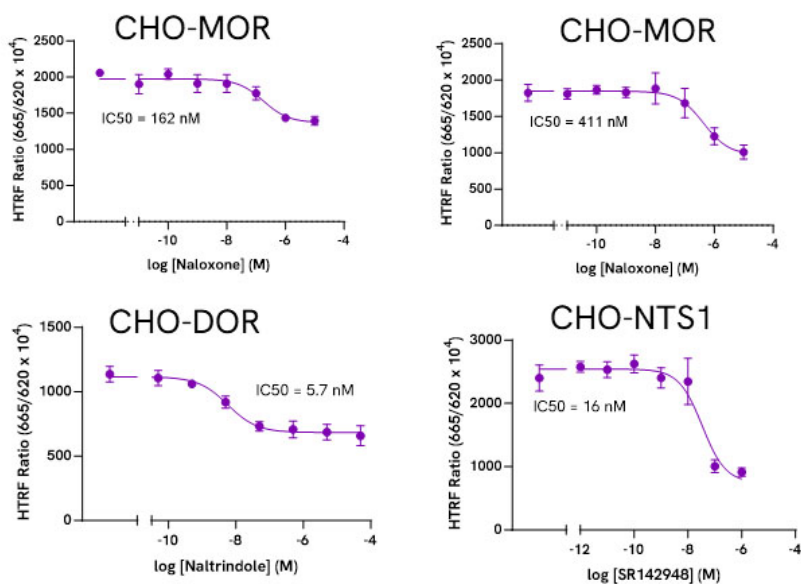 CHO-MOR
HTRF Ratio (665/620 x 10⁴)
2500
2000
1500
1000
500
0
IC50 = 162 nM
-10
-8
-6
-4
log [Naloxone] (M)
CHO-MOR
HTRF Ratio (665/620 x 10⁴)
2500
2000
1500
1000
500
0
IC50 = 411 nM
-10
-8
-6
-4
log [Naloxone] (M)
CHO-DOR
HTRF Ratio (665/620 x 10⁴)
1500
1000
500
0
IC50 = 5.7 nM
-10
-8
-6
-4
log [Naltrindole] (M)
CHO-NTS1
HTRF Ratio (665/620 x 10⁴)
3000
2000
1000
0
IC50 = 16 nM
-12
-10
-8
-6
-4
log [SR142948] (M)